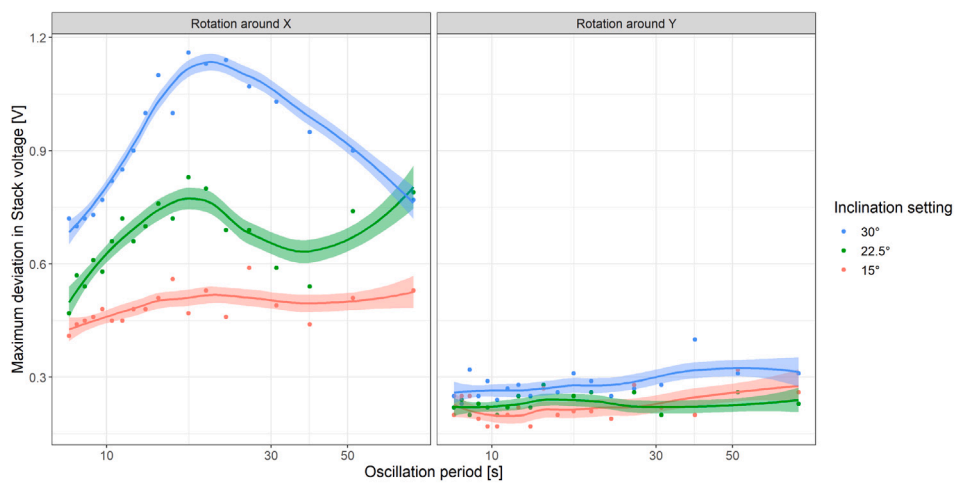 Rotation around X
Rotation around Y
Maximum deviation in Stack voltage [V]
1.2
0.9
0.6
0.3
10
30
50
10
30
50
Oscillation period [s]
Inclination setting
30°
22.5°
15°